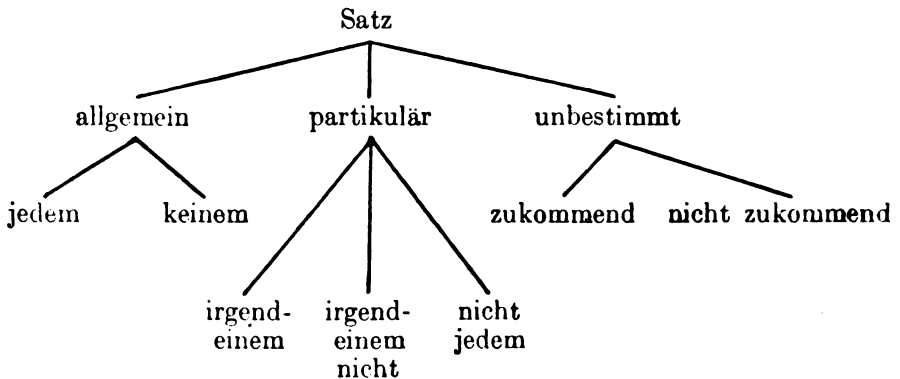 Satz
allgemein partikulär unbestimmt
jedem keinem zukommend nicht zukommend
irgend- irgend- nicht
einem einem jedem
nicht